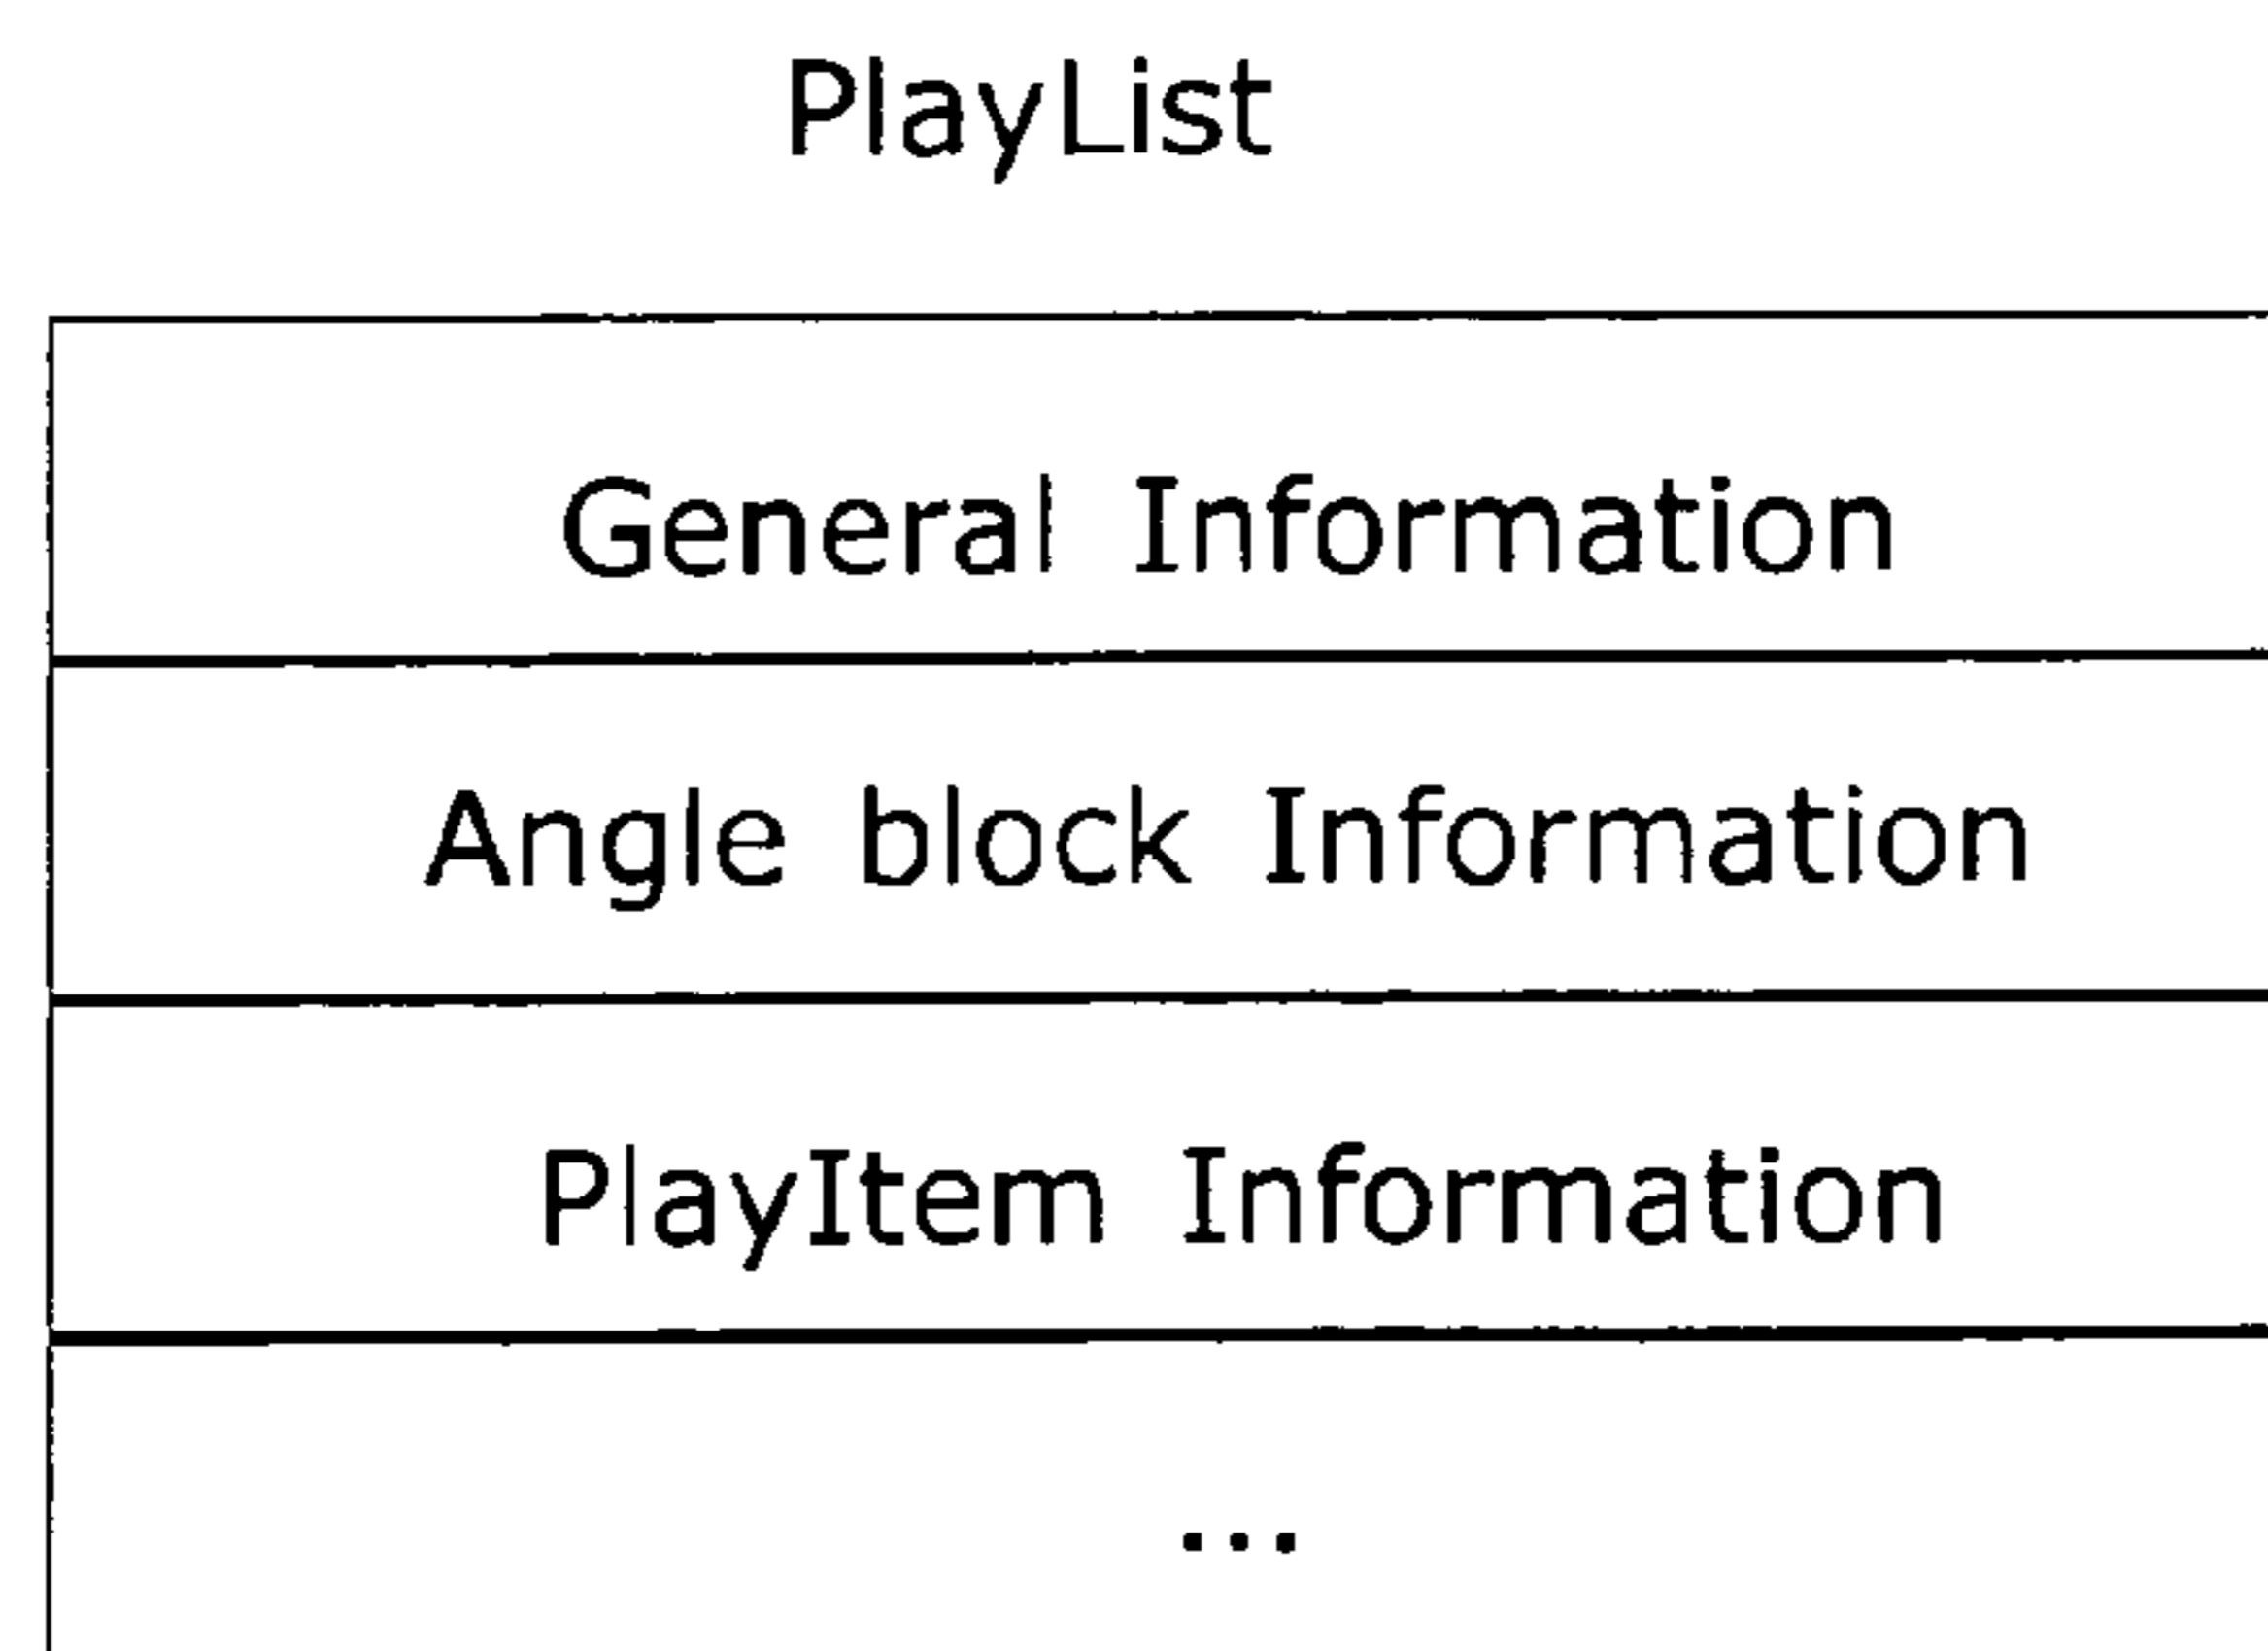 PlayList
General Information
Angle block Information
PlayItem Information
...